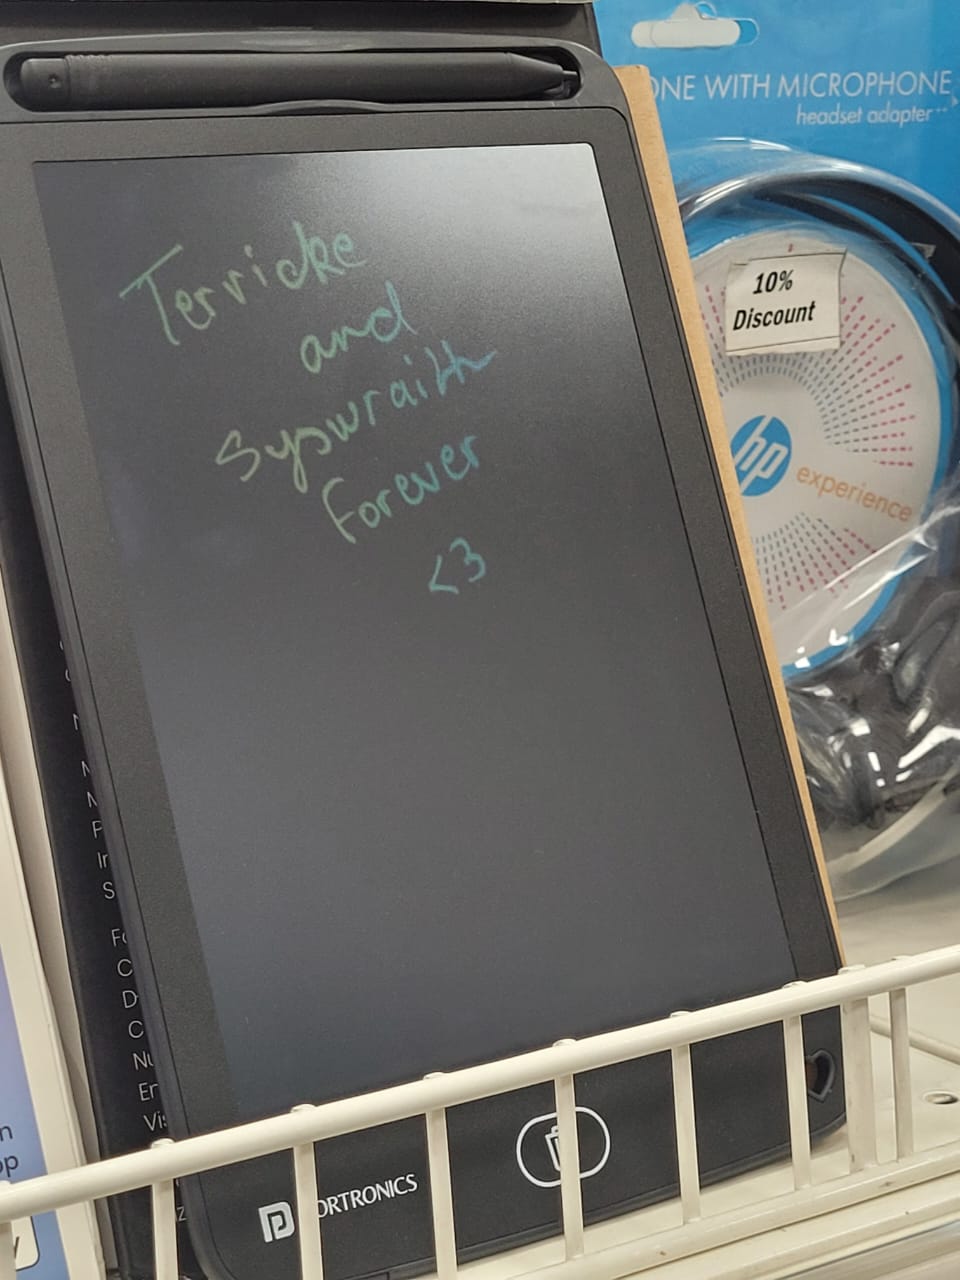 ONE WITH MICROPHONE
headset adapter
Terricke
and
Syswraith
forever
<3
10%
Discount
hp
experience
PORTRONICS